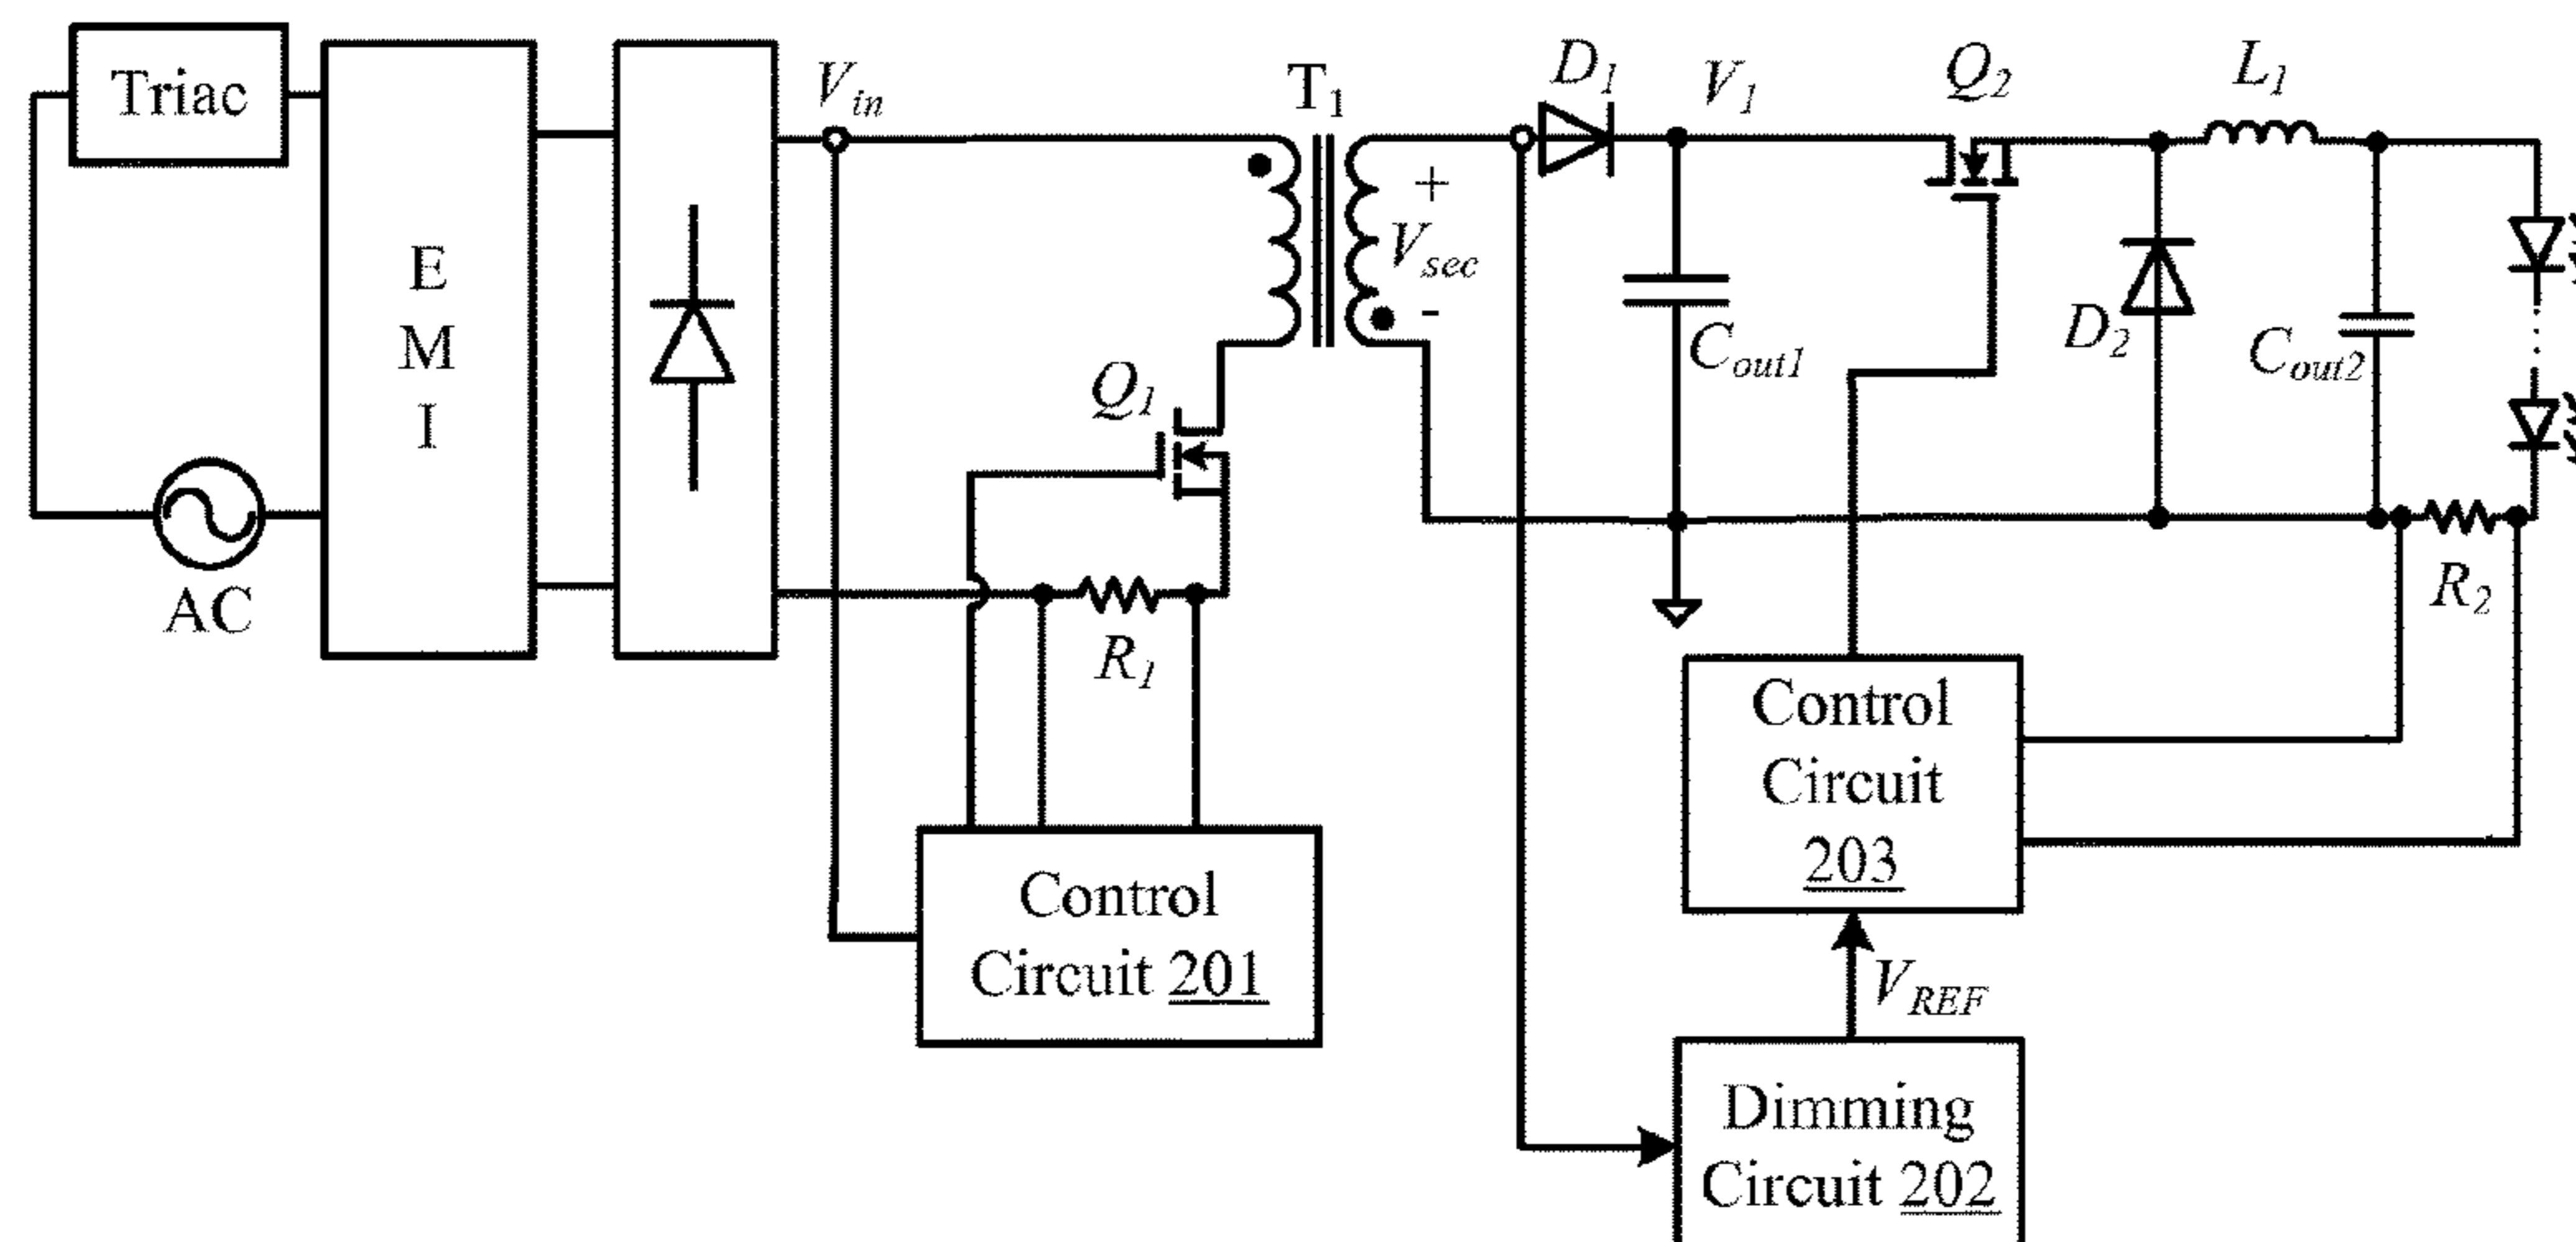 Triac
E
M
I
AC
Vin
T1
D1
V1
Q2
L1
+
Vsec
-
Cout1
D2
Cout2
Q1
R1
R2
Control
Circuit 201
Control
Circuit
203
VREF
Dimming
Circuit 202